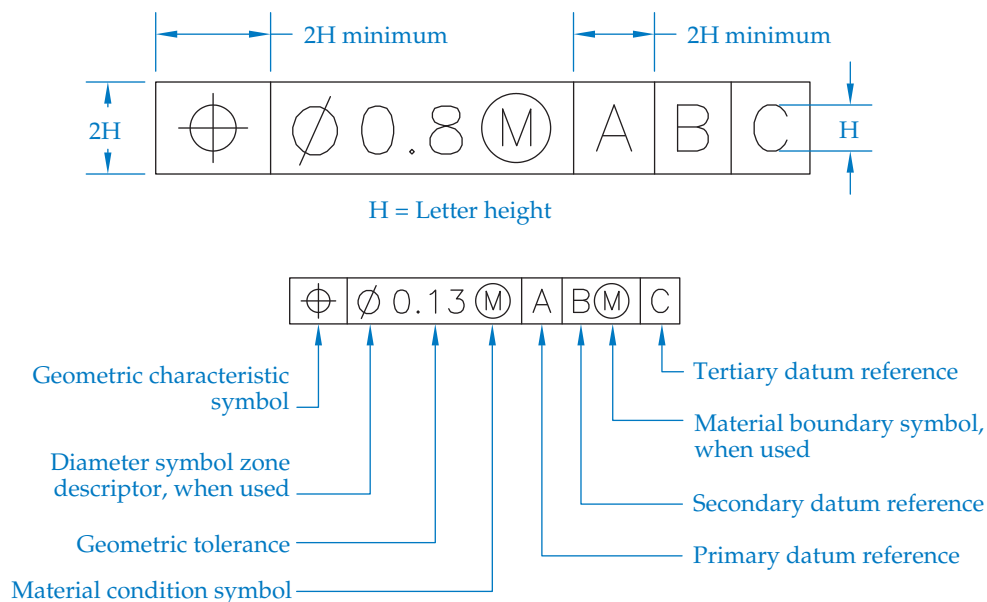 2H minimum
2H minimum
2H
⌖ ⌀ 0.8 Ⓜ A B C
H
H = Letter height
⌖ ⌀ 0.13 Ⓜ A B Ⓜ C
Geometric characteristic
symbol
Diameter symbol zone
descriptor, when used
Geometric tolerance
Material condition symbol
Tertiary datum reference
Material boundary symbol,
when used
Secondary datum reference
Primary datum reference